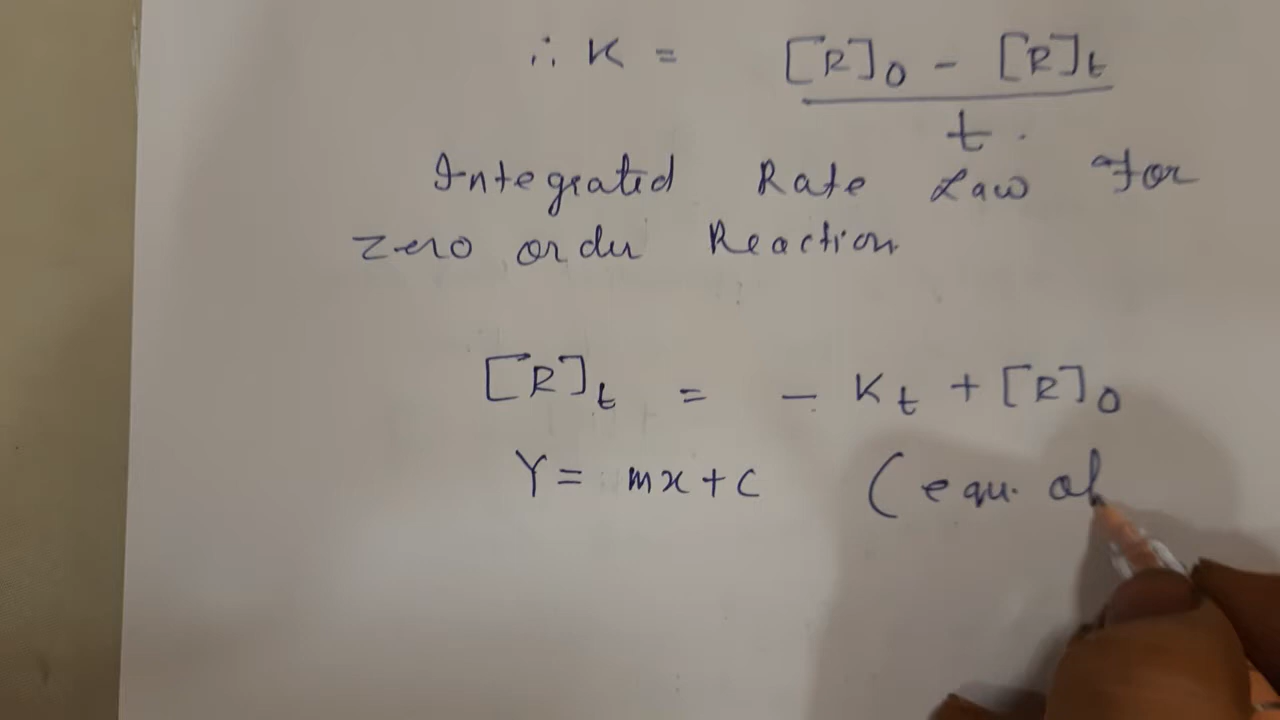 ∴ K = [R]₀ - [R]t
t.
Integrated Rate Law For
zero order Reaction
[R]t = - Kt + [R]₀
Y = mx + c (equ. of